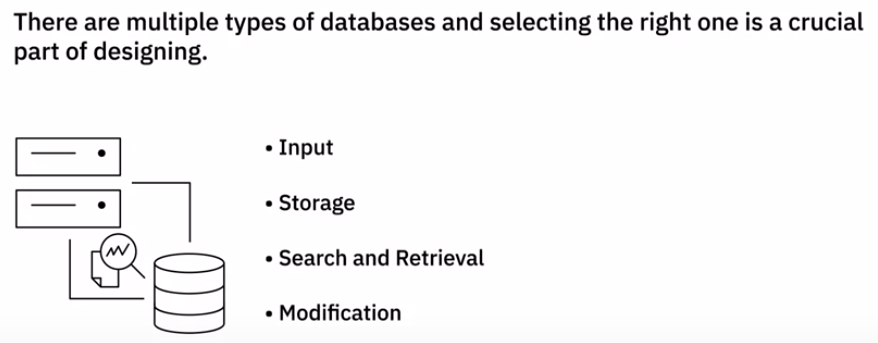 There are multiple types of databases and selecting the right one is a crucial
part of designing.
• Input
• Storage
• Search and Retrieval
• Modification